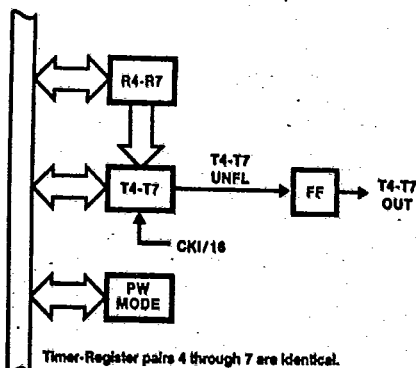 R4-R7
T4-T7
T4-T7
UNFL
FF
T4-T7
OUT
CKI/16
PW
MODE
Timer-Register pairs 4 through 7 are identical.